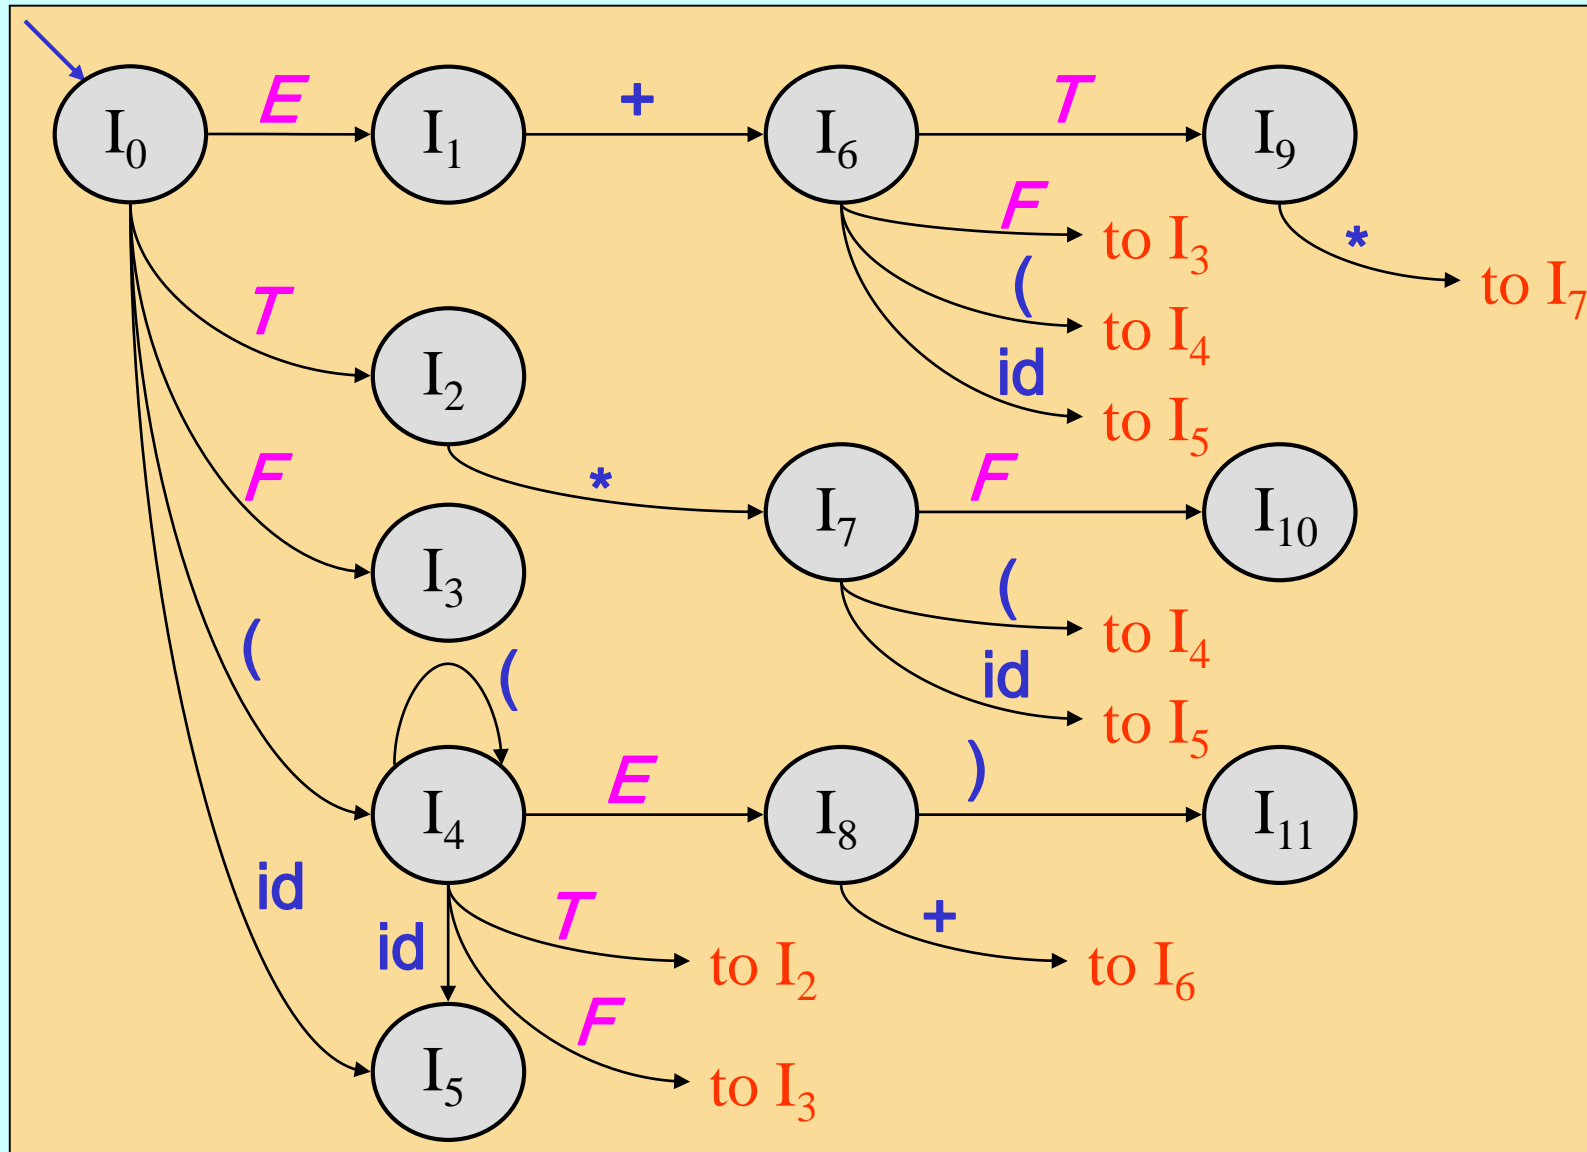 I0 E I1 + I6 T I9
F to I3
* to I7
( to I4
T I2
id to I5
* I7 F I10
F I3
( to I4
id to I5
(
(
I4 E I8 ) I11
id
id
T to I2
+ to I6
F to I3
I5